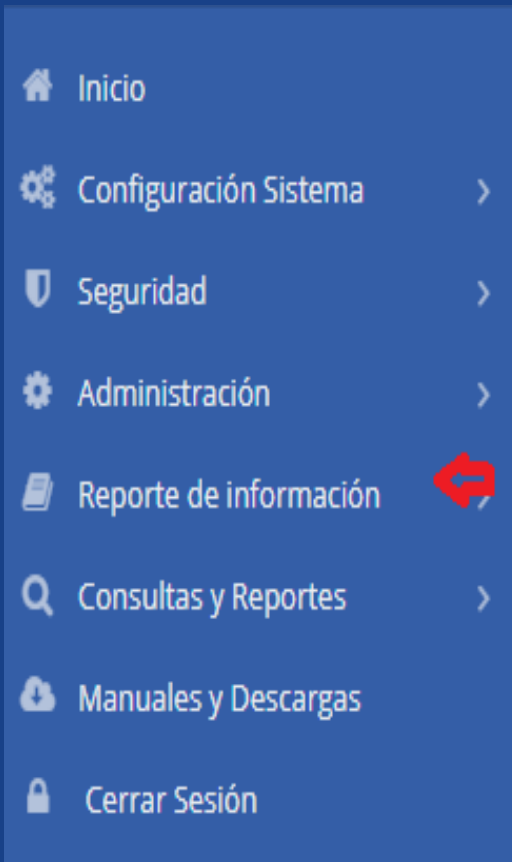 Inicio
Configuración Sistema
Seguridad
Administración
Reporte de información
Consultas y Reportes
Manuales y Descargas
Cerrar Sesión